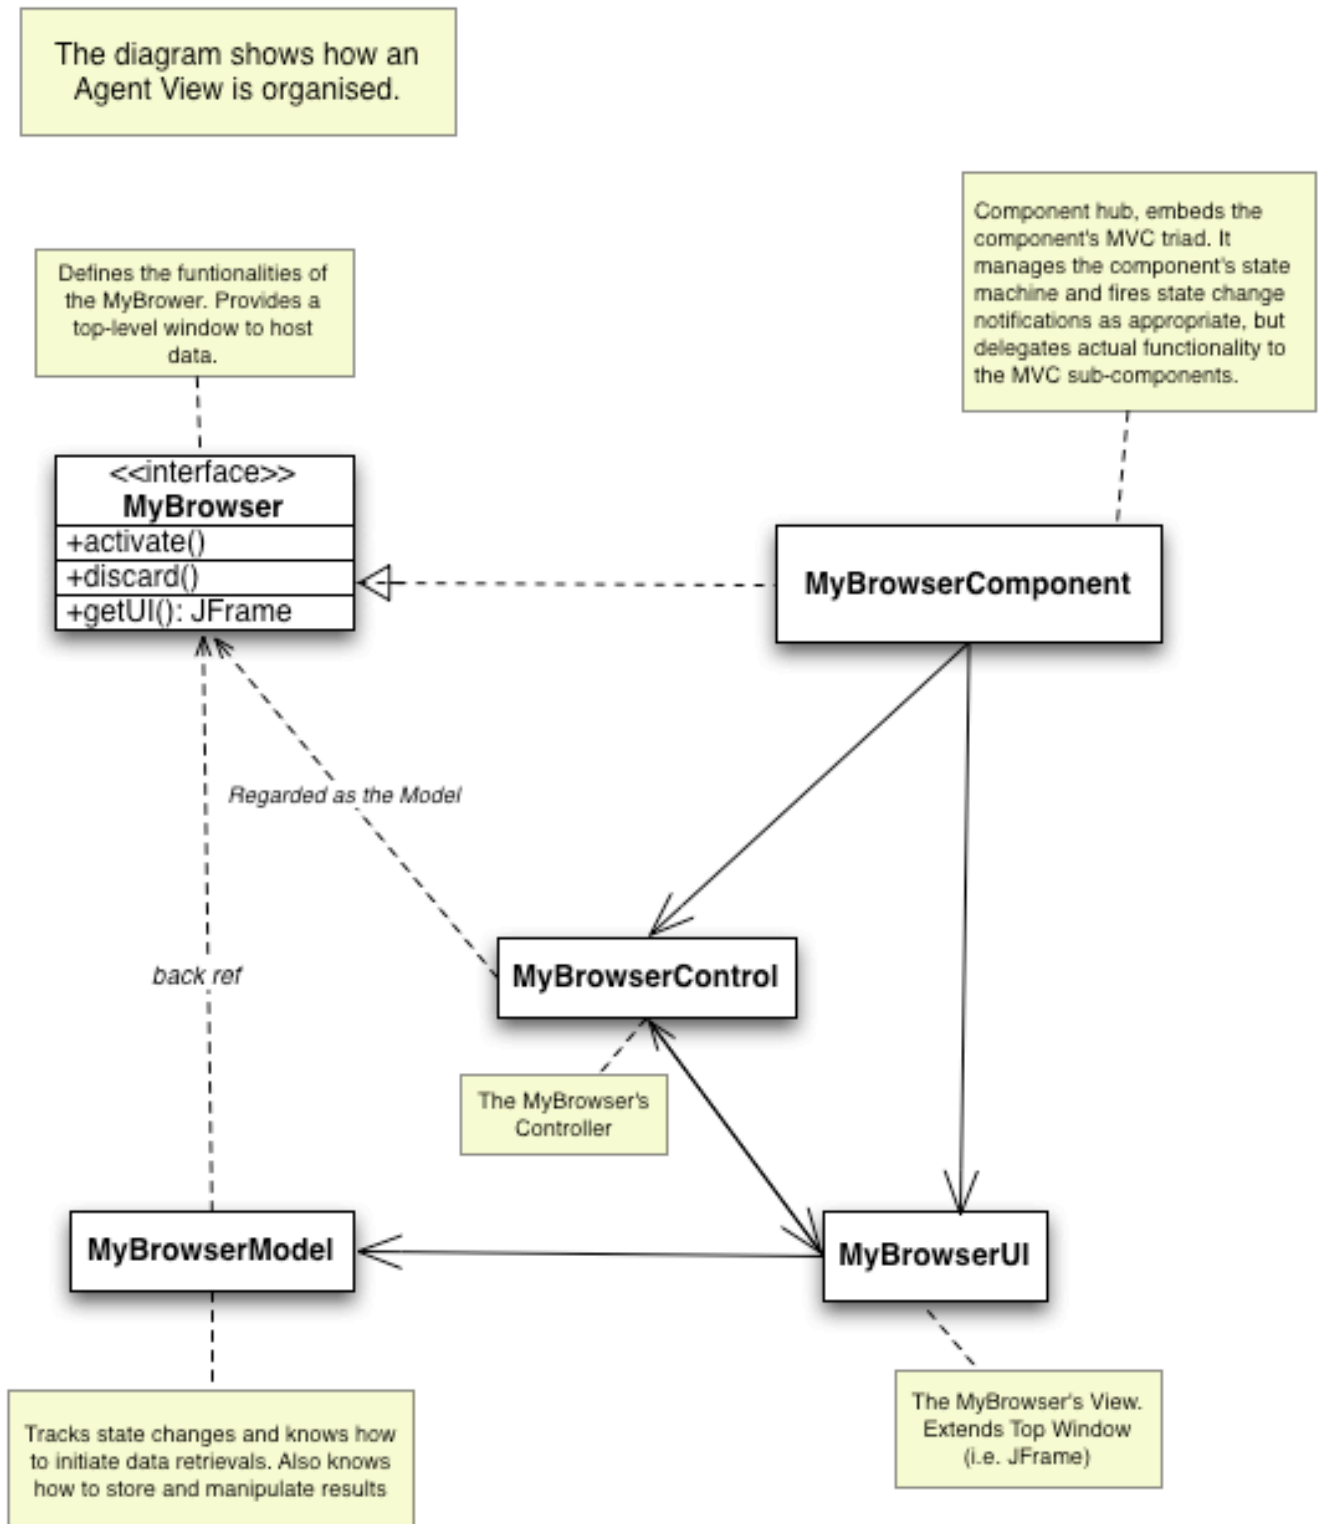 The diagram shows how an
Agent View is organised.
Component hub, embeds the
component's MVC triad. It
manages the component's state
machine and fires state change
notifications as appropriate, but
delegates actual functionality to
the MVC sub-components.
Defines the funtionalities of
the MyBrower. Provides a
top-level window to host
data.
<<interface>>
MyBrowser
+activate()
+discard()
+getUI(): JFrame
MyBrowserComponent
Regarded as the Model
back ref
MyBrowserControl
The MyBrowser's
Controller
MyBrowserModel
MyBrowserUI
Tracks state changes and knows how
to initiate data retrievals. Also knows
how to store and manipulate results
The MyBrowser's View.
Extends Top Window
(i.e. JFrame)